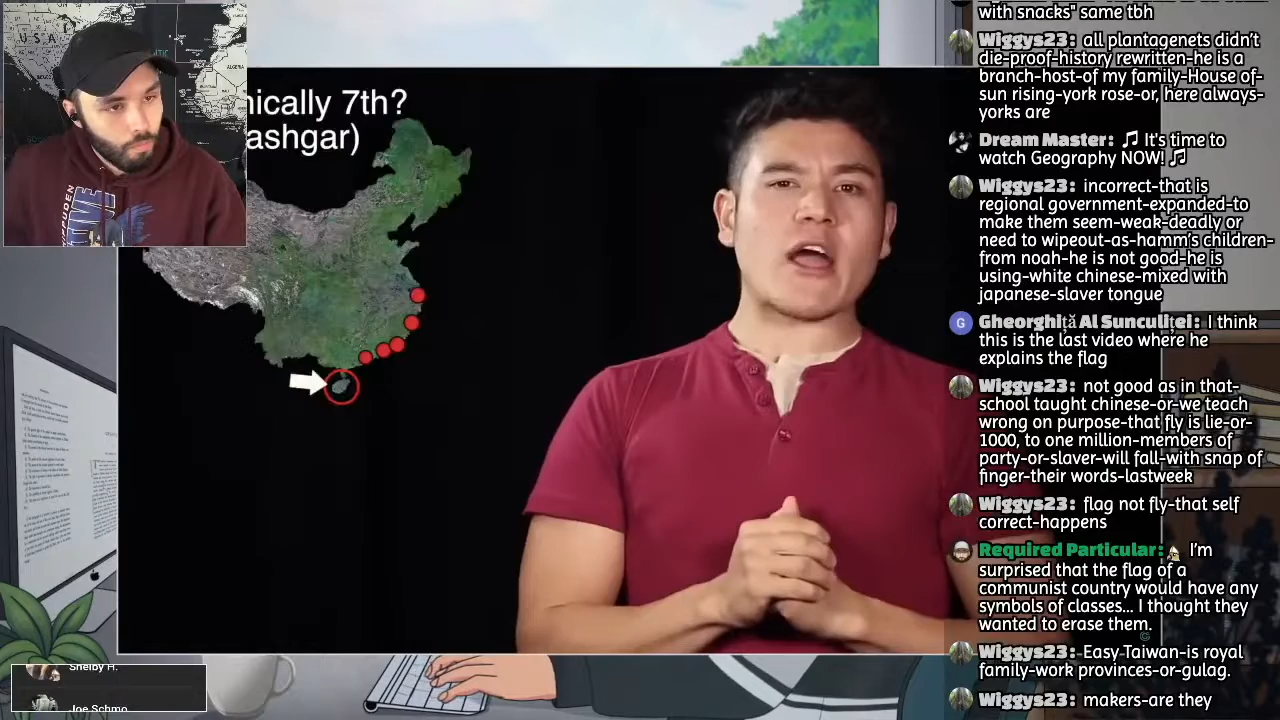 USA
nically 7th?
ashgar)
with snacks" same tbh
Wiggys23: all plantagenets didn't
die-proof-history rewritten-he is a
branch-host-of my family-House of-
sun rising-york rose-or, here always-
yorks are
Dream Master: 🎵 It's time to
watch Geography NOW! 🎵
Wiggys23: incorrect-that is
regional government-expanded-to
make them seem-weak-deadly or
need to wipeout-as-hamm's children-
from noah-he is not good-he is
using-white chinese-mixed with
japanese-slaver tongue
G
Gheorghiță Al Sunculiței: I think
this is the last video where he
explains the flag
Wiggys23: not good as in that-
school taught chinese-or-we teach
wrong on purpose-that fly is lie-or-
1000, to one million-members of
party-or-slaver-will fall-with snap of
finger-their words-lastweek
Wiggys23: flag not fly-that self
correct-happens
Required Particular: I'm
surprised that the flag of a
communist country would have any
symbols of classes... I thought they
wanted to erase them.
Wiggys23: Easy Taiwan-is royal
family-work provinces-or-gulag.
Wiggys23: makers-are they
Shelby H.
Joe Schmo